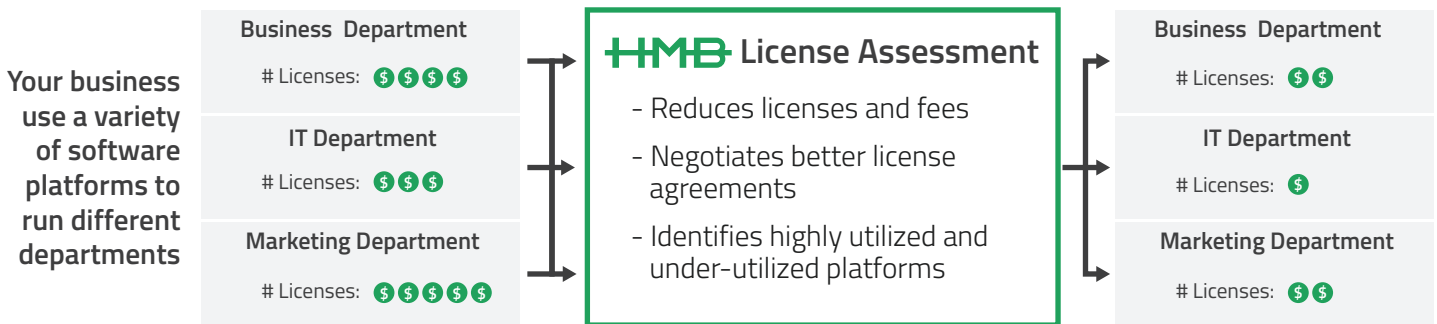 Your business
use a variety
of software
platforms to
run different
departments
Business Department
# Licenses: $ $ $ $
IT Department
# Licenses: $ $ $
Marketing Department
# Licenses: $ $ $ $ $
HMB License Assessment
- Reduces licenses and fees
- Negotiates better license
agreements
- Identifies highly utilized and
under-utilized platforms
Business Department
# Licenses: $ $
IT Department
# Licenses: $
Marketing Department
# Licenses: $ $